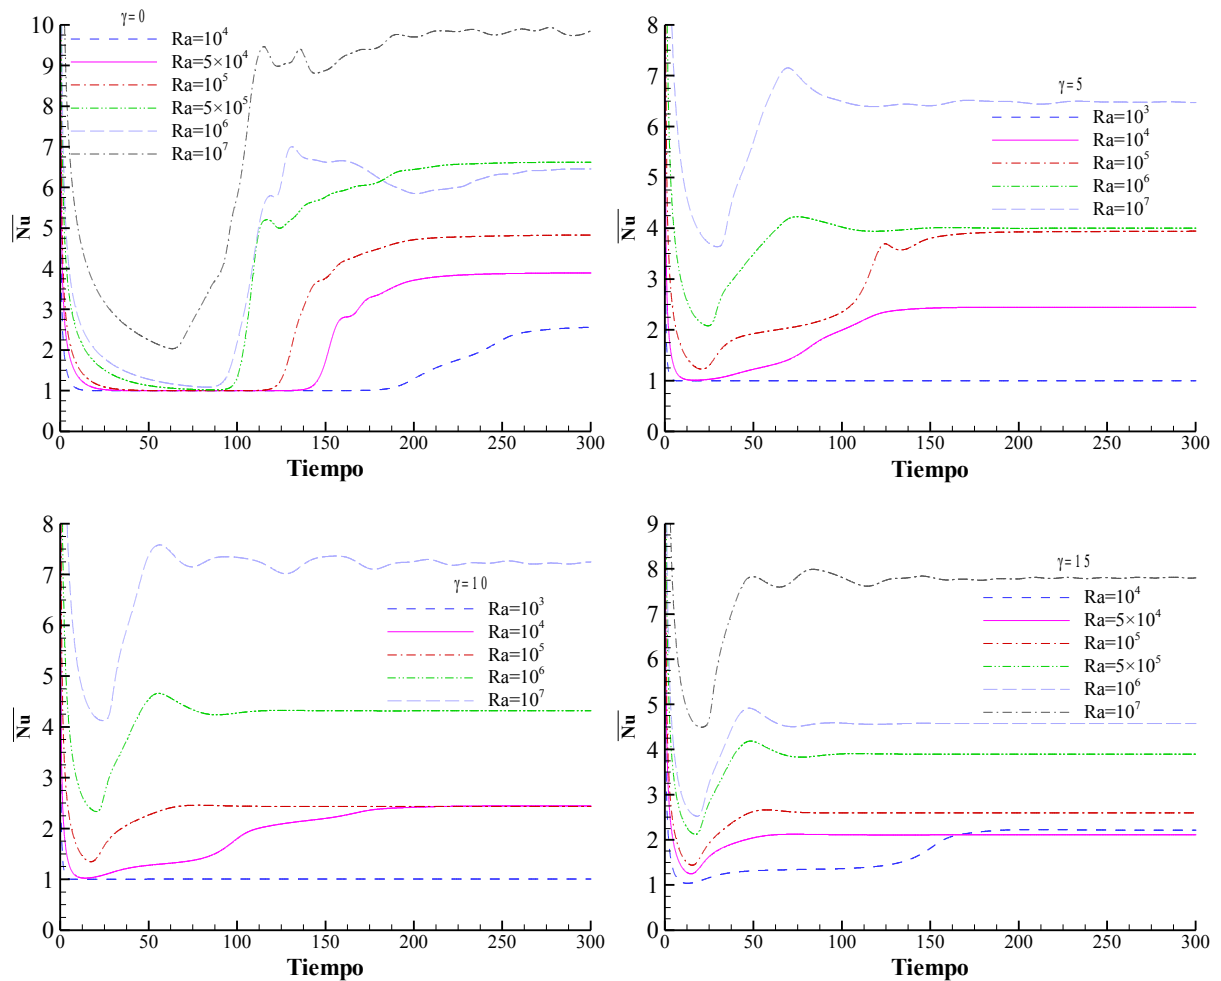 γ=0
Ra=10⁴
Ra=5×10⁴
Ra=10⁵
Ra=5×10⁵
Ra=10⁶
Ra=10⁷
10
9
8
7
6
5
4
3
2
1
0
N̅u̅
0 50 100 150 200 250 300
Tiempo
γ=5
Ra=10³
Ra=10⁴
Ra=10⁵
Ra=10⁶
Ra=10⁷
8
7
6
5
4
3
2
1
0
N̅u̅
0 50 100 150 200 250 300
Tiempo
γ=10
Ra=10³
Ra=10⁴
Ra=10⁵
Ra=10⁶
Ra=10⁷
8
7
6
5
4
3
2
1
0
N̅u̅
0 50 100 150 200 250 300
Tiempo
γ=15
Ra=10⁴
Ra=5×10⁴
Ra=10⁵
Ra=5×10⁵
Ra=10⁶
Ra=10⁷
9
8
7
6
5
4
3
2
1
0
N̅u̅
0 50 100 150 200 250 300
Tiempo